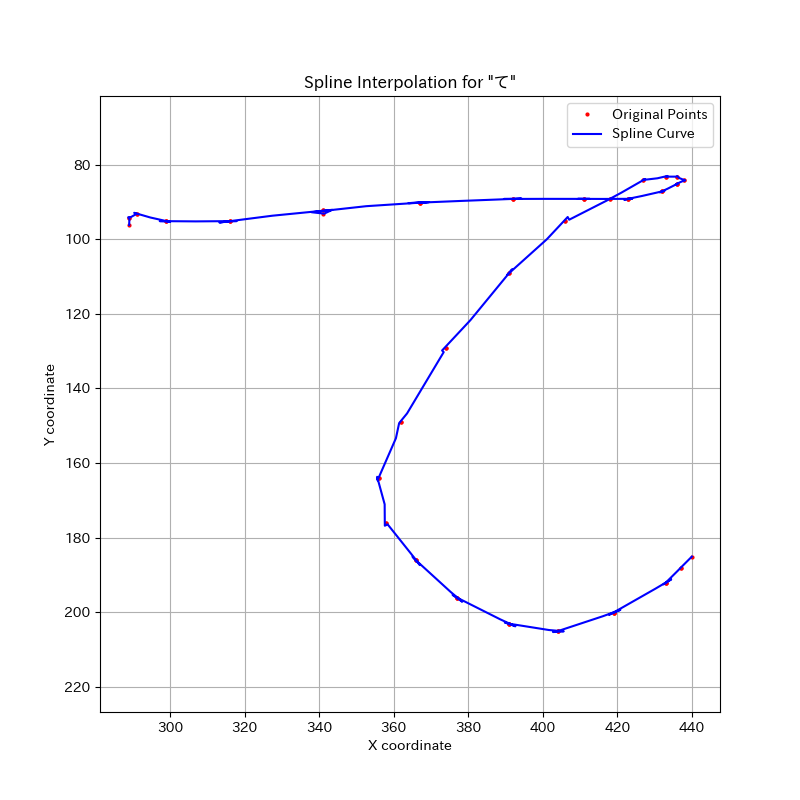 Spline Interpolation for "て"
Original Points
Spline Curve
80
100
120
140
160
180
200
220
Y coordinate
300 320 340 360 380 400 420 440
X coordinate